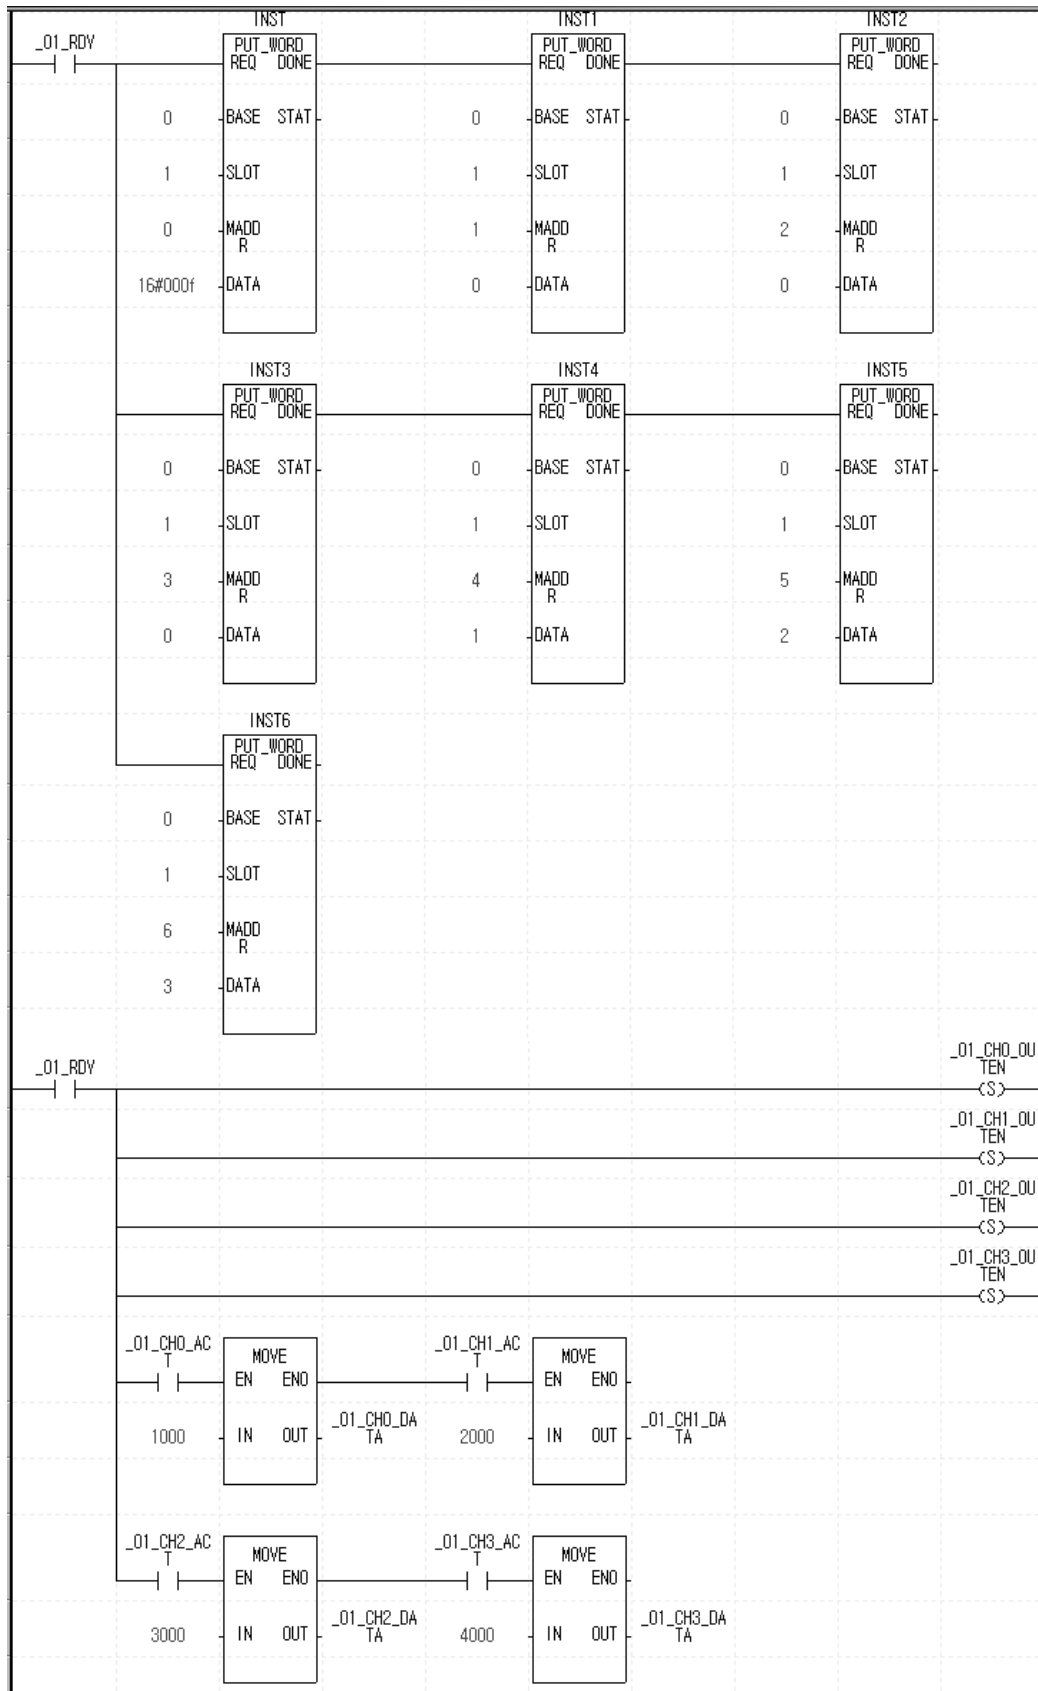 INST INST1 INST2
_01_RDY PUT_WORD PUT_WORD PUT_WORD
REQ DONE REQ DONE REQ DONE
0 BASE STAT 0 BASE STAT 0 BASE STAT
1 SLOT 1 SLOT 1 SLOT
0 MADD 1 MADD 2 MADD
R R R
16#000f DATA 0 DATA 0 DATA
INST3 INST4 INST5
PUT_WORD PUT_WORD PUT_WORD
REQ DONE REQ DONE REQ DONE
0 BASE STAT 0 BASE STAT 0 BASE STAT
1 SLOT 1 SLOT 1 SLOT
3 MADD 4 MADD 5 MADD
R R R
0 DATA 1 DATA 2 DATA
INST6
PUT_WORD
REQ DONE
0 BASE STAT
1 SLOT
6 MADD
R
3 DATA
_01_CH0_OU
_01_RDY TEN
(S)
_01_CH1_OU
TEN
(S)
_01_CH2_OU
TEN
(S)
_01_CH3_OU
TEN
(S)
_01_CH0_AC _01_CH1_AC
T MOVE T MOVE
EN ENO EN ENO
_01_CH0_DA _01_CH1_DA
1000 IN OUT TA 2000 IN OUT TA
_01_CH2_AC _01_CH3_AC
T MOVE T MOVE
EN ENO EN ENO
_01_CH2_DA _01_CH3_DA
3000 IN OUT TA 4000 IN OUT TA